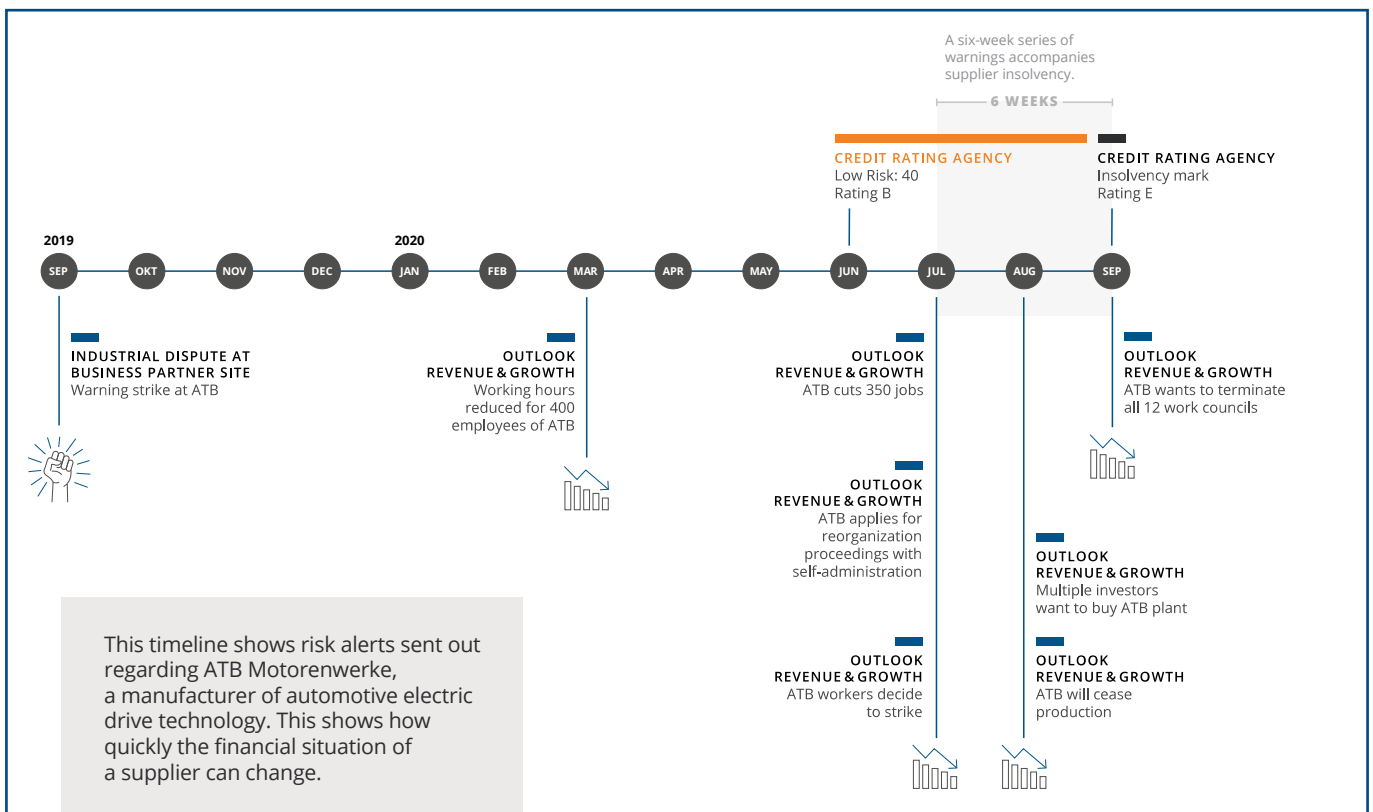 A six-week series of
warnings accompanies
supplier insolvency.
6 WEEKS
CREDIT RATING AGENCY
Low Risk: 40
Rating B
CREDIT RATING AGENCY
Insolvency mark
Rating E
2019
2020
SEP
OKT
NOV
DEC
JAN
FEB
MAR
APR
MAY
JUN
JUL
AUG
SEP
INDUSTRIAL DISPUTE AT
BUSINESS PARTNER SITE
Warning strike at ATB
OUTLOOK
REVENUE & GROWTH
Working hours
reduced for 400
employees of ATB
OUTLOOK
REVENUE & GROWTH
ATB cuts 350 jobs
OUTLOOK
REVENUE & GROWTH
ATB applies for
reorganization
proceedings with
self-administration
OUTLOOK
REVENUE & GROWTH
ATB workers decide
to strike
OUTLOOK
REVENUE & GROWTH
Multiple investors
want to buy ATB plant
OUTLOOK
REVENUE & GROWTH
ATB will cease
production
OUTLOOK
REVENUE & GROWTH
ATB wants to terminate
all 12 work councils
This timeline shows risk alerts sent out
regarding ATB Motorenwerke,
a manufacturer of automotive electric
drive technology. This shows how
quickly the financial situation of
a supplier can change.